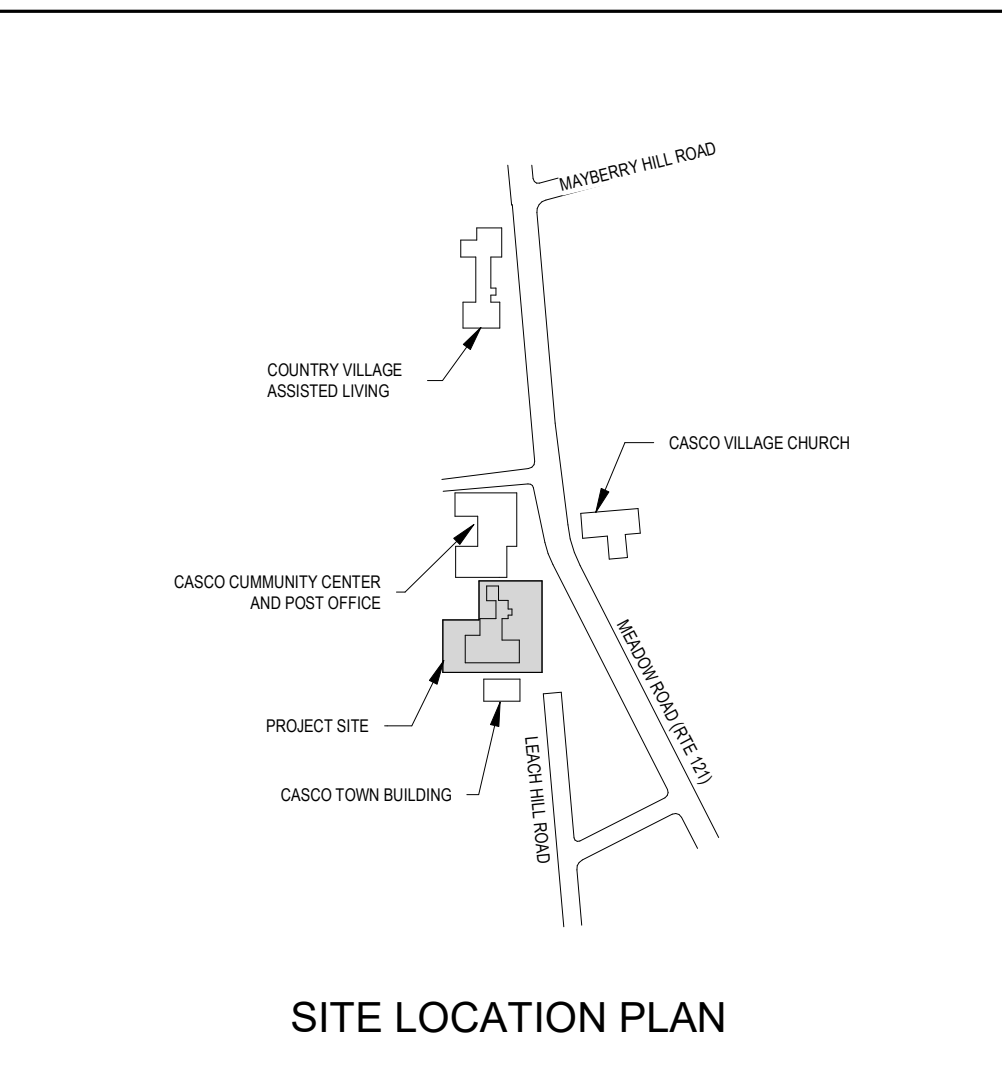 MAYBERRY HILL ROAD
COUNTRY VILLAGE
ASSISTED LIVING
CASCO VILLAGE CHURCH
CASCO CUMMUNITY CENTER
AND POST OFFICE
MEADOW ROAD (RTE 121)
PROJECT SITE
LEACH HILL ROAD
CASCO TOWN BUILDING
SITE LOCATION PLAN